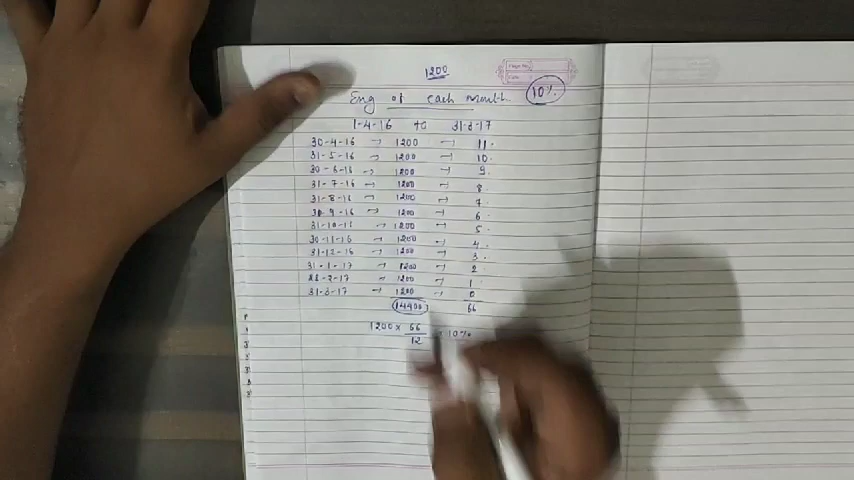 1200
Eng of each month. 10%.
1-4-16 to 31-3-17
30-4-16 → 1200 → 11.
31-5-16 → 1200 → 10.
30-6-16 → 1200 → 9.
31-7-16 → 1200 → 8.
31-8-16 → 1200 → 7.
30-9-16 → 1200 → 6.
31-10-16 → 1200 → 5.
30-11-16 → 1200 → 4.
31-12-16 → 1200 → 3.
31-1-17 → 1200 → 2
28-2-17 → 1200 → 1.
31-3-17 → 1200 → 0
14400 66
1200 × 66 × 10%
12